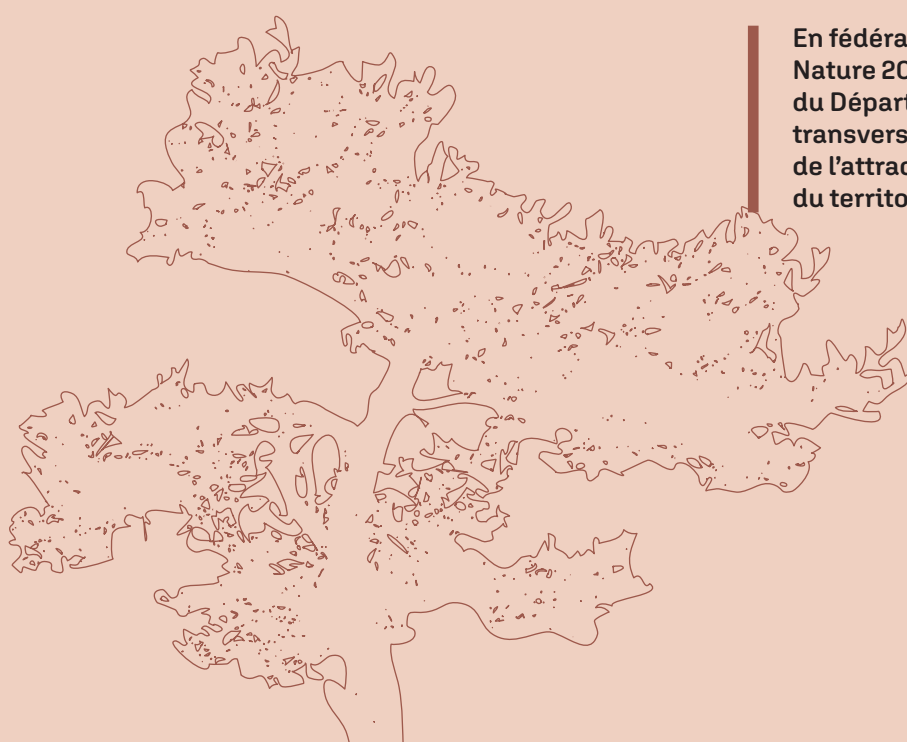 En fédéra
Nature 20
du Départ
transvers
de l’attrac
du territo